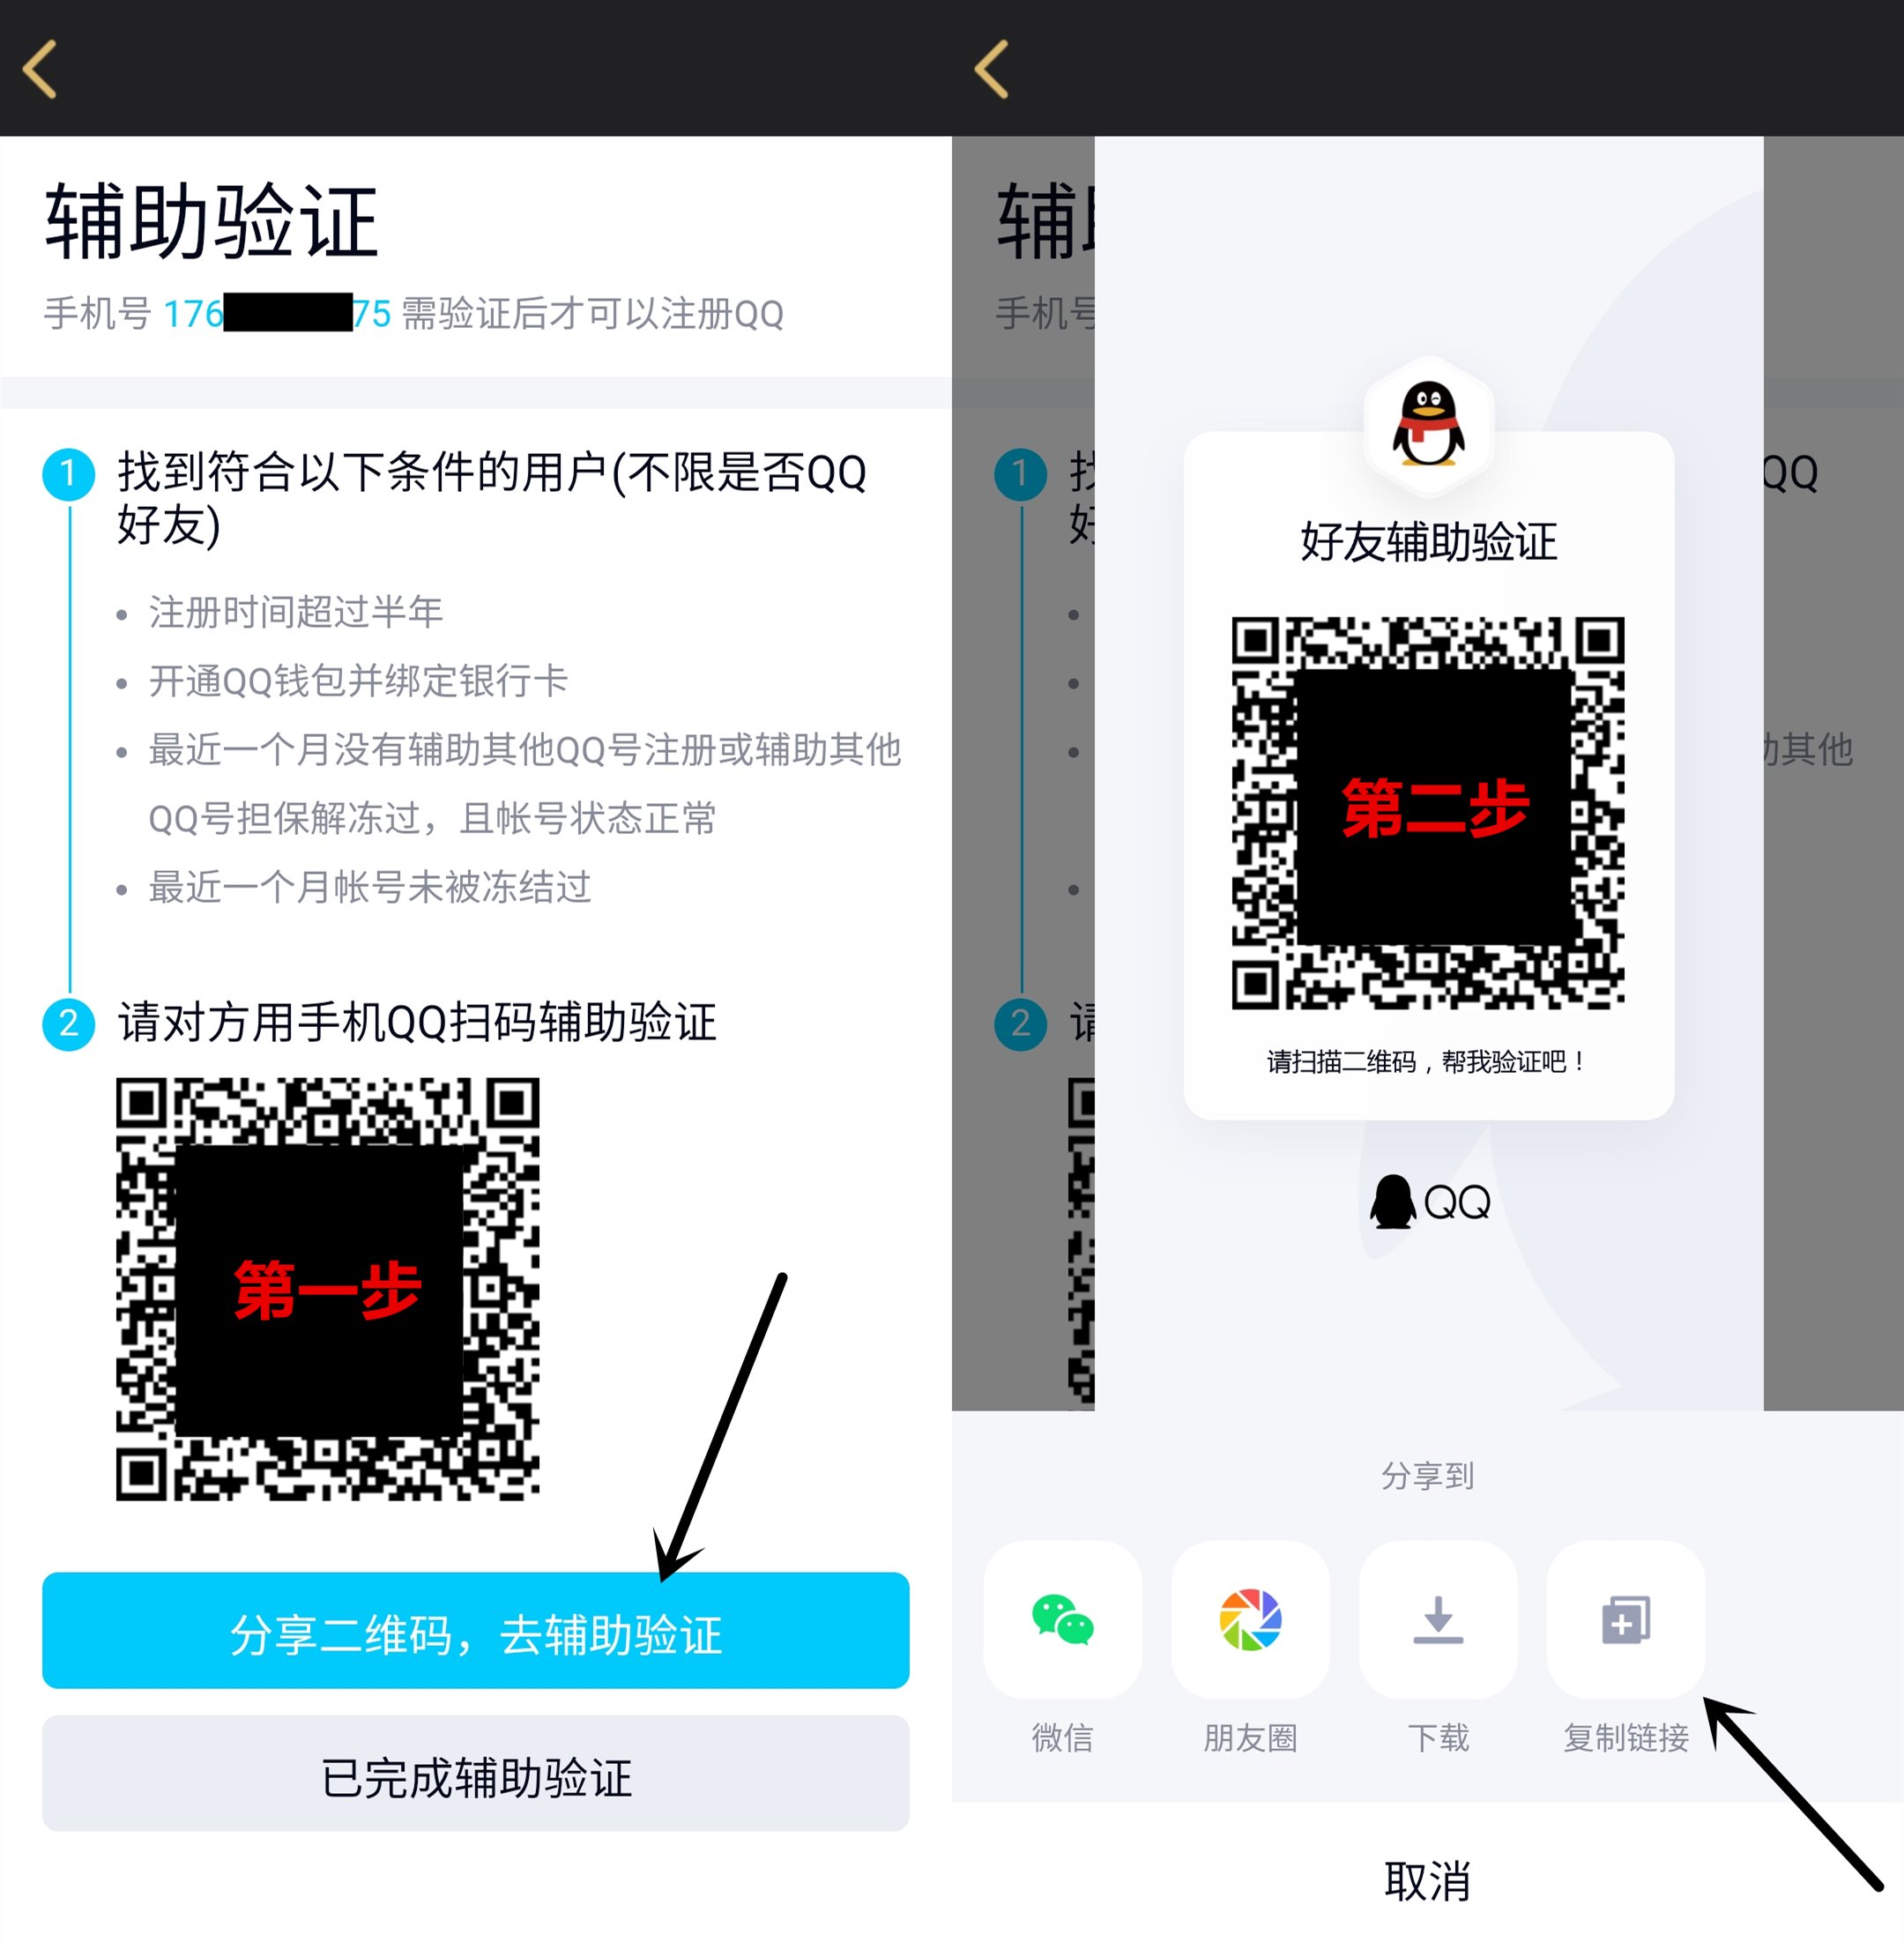 辅助验证
手机号 176 75 需验证后才可以注册QQ
1 找到符合以下条件的用户(不限是否QQ
好友)
注册时间超过半年
开通QQ钱包并绑定银行卡
最近一个月没有辅助其他QQ号注册或辅助其他
QQ号担保解冻过，且帐号状态正常
最近一个月帐号未被冻结过
2 请对方用手机QQ扫码辅助验证
第一步
分享二维码，去辅助验证
已完成辅助验证
辅
手机号
1
QQ
好
助其他
2 请
好友辅助验证
第二步
请扫描二维码，帮我验证吧！
QQ
分享到
微信 朋友圈 下载 复制链接
取消